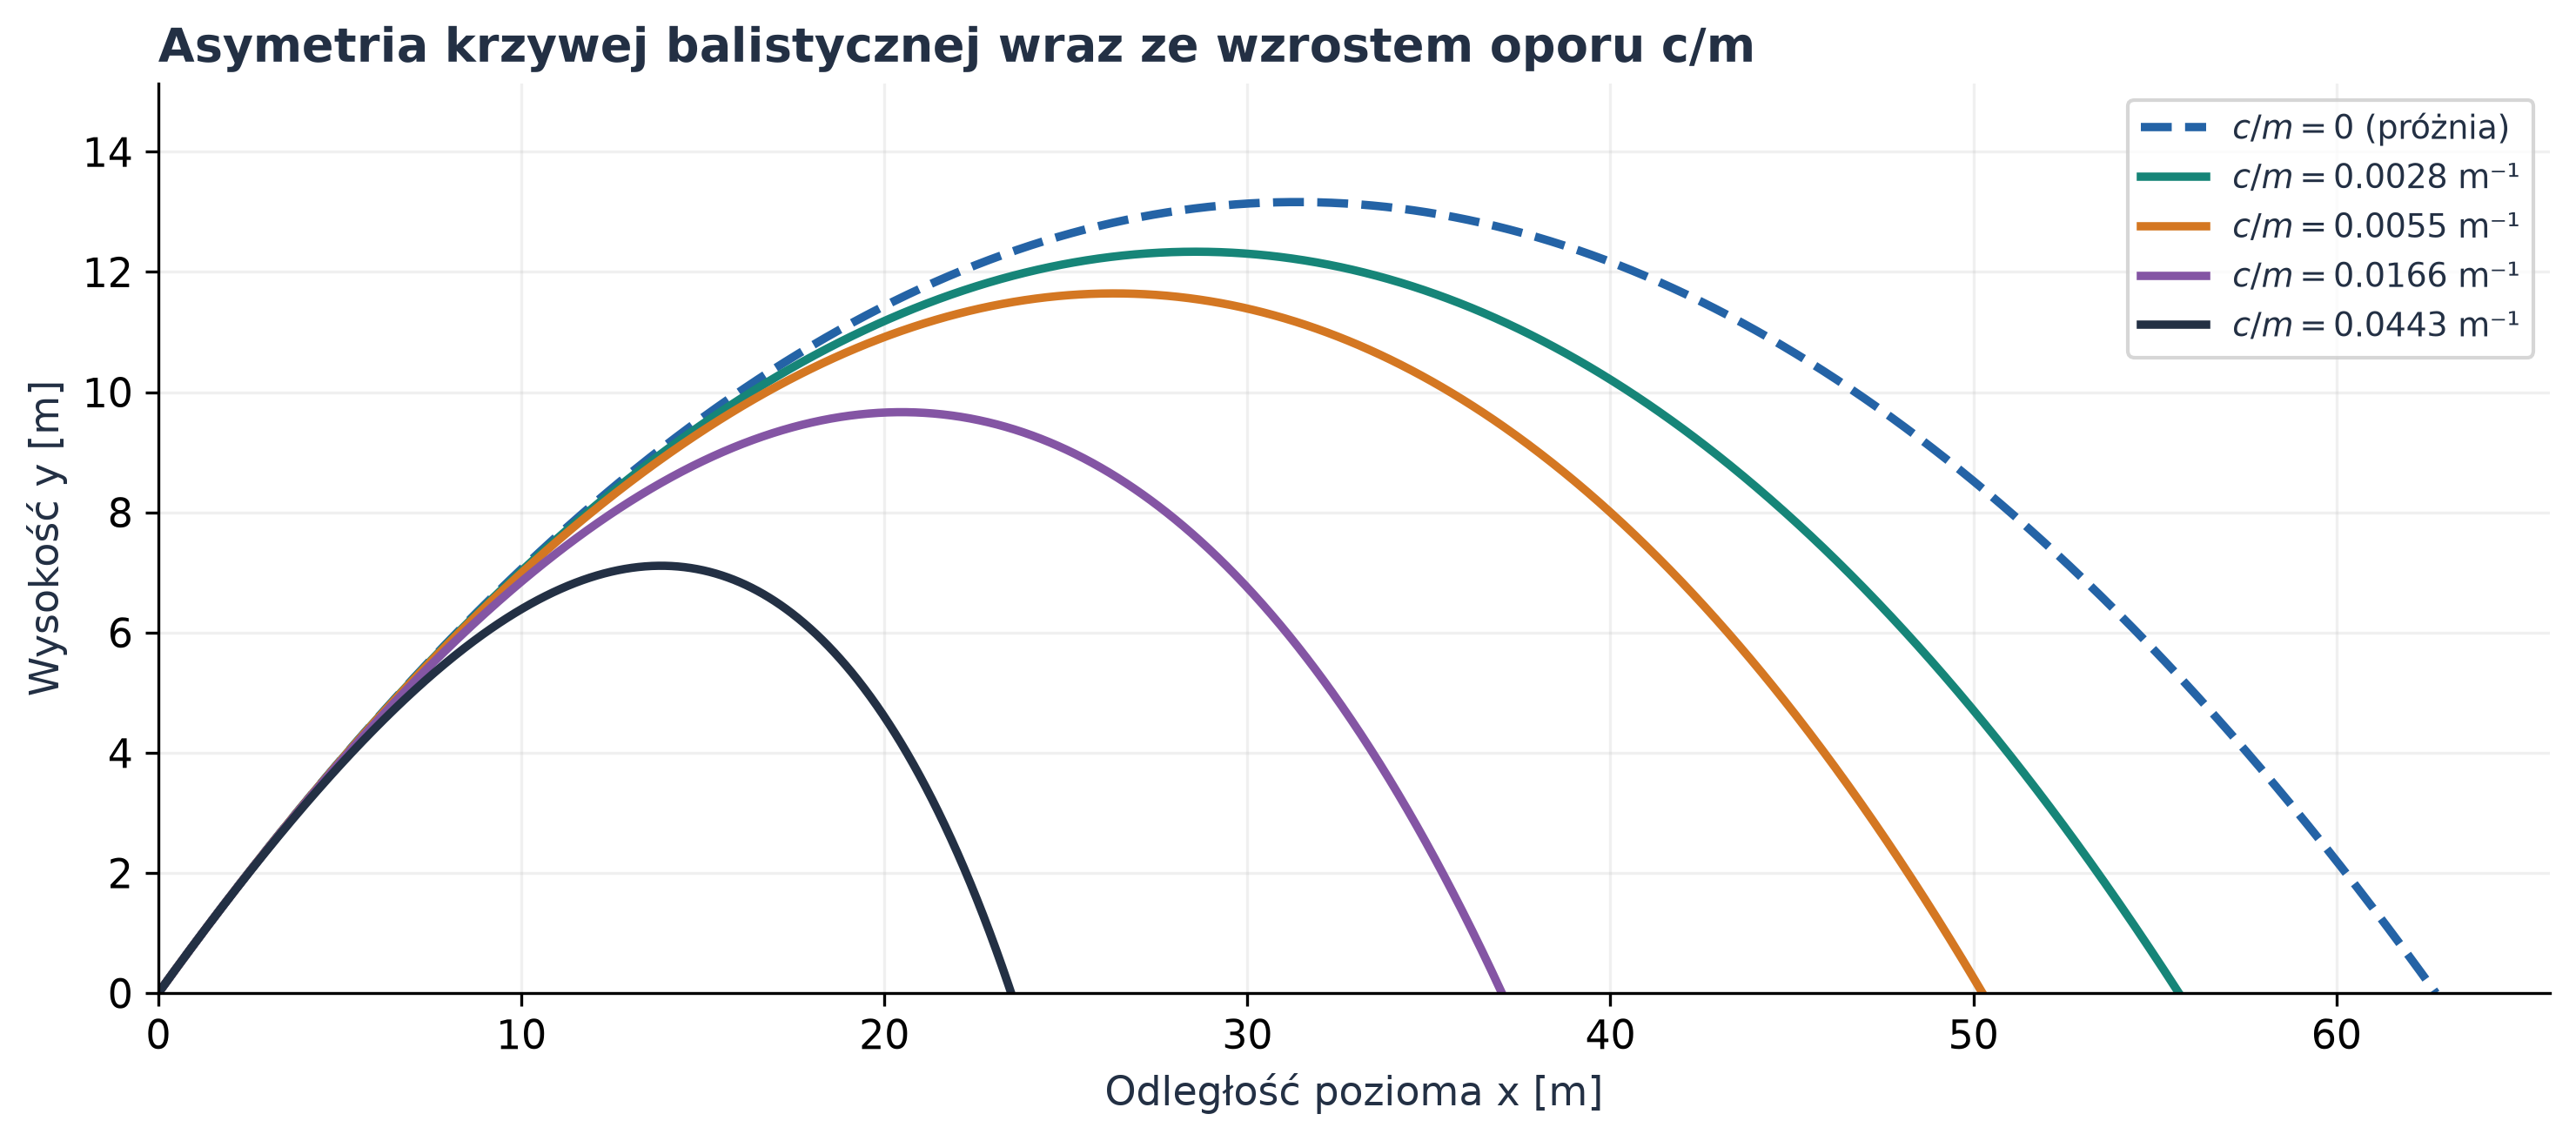 Asymetria krzywej balistycznej wraz ze wzrostem oporu c/m
c/m = 0 (próżnia)
c/m = 0.0028 m⁻¹
c/m = 0.0055 m⁻¹
c/m = 0.0166 m⁻¹
c/m = 0.0443 m⁻¹
Wysokość y [m]
14
12
10
8
6
4
2
0
0 10 20 30 40 50 60
Odległość pozioma x [m]